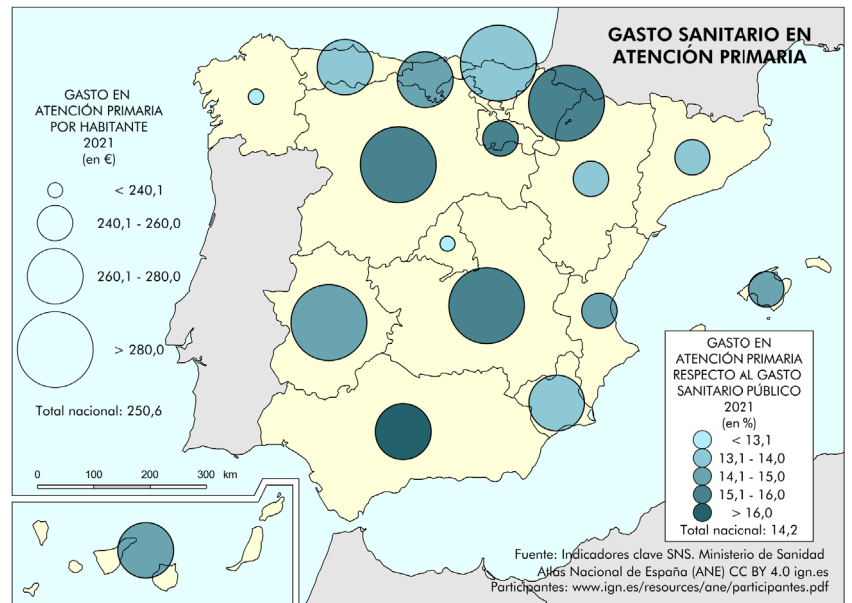 GASTO SANITARIO EN
ATENCIÓN PRIMARIA
GASTO EN
ATENCIÓN PRIMARIA
POR HABITANTE
2021
(en €)
< 240,1
240,1 - 260,0
260,1 - 280,0
> 280,0
Total nacional: 250,6
0 100 200 300 km
GASTO EN
ATENCIÓN PRIMARIA
RESPECTO AL GASTO
SANITARIO PÚBLICO
2021
(en %)
< 13,1
13,1 - 14,0
14,1 - 15,0
15,1 - 16,0
> 16,0
Total nacional: 14,2
Fuente: Indicadores clave SNS. Ministerio de Sanidad
Atlas Nacional de España (ANE) CC BY 4.0 ign.es
Participantes: www.ign.es/resources/ane/participantes.pdf